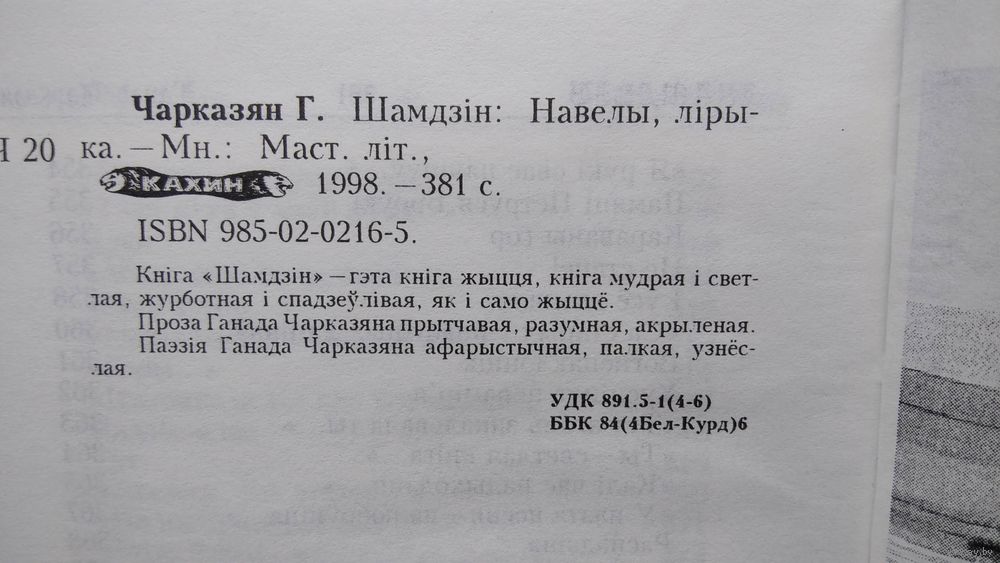 Чарказян Г. Шамдзін: Навелы, ліры-
20 ка. — Мн.: Маст. літ.,
КАХИН 1998. — 381 с.
ISBN 985-02-0216-5.
Кніга «Шамдзін» — гэта кніга жыцця, кніга мудрая і свет-
лая, журботная і спадзеўлівая, як і само жыццё.
Проза Ганада Чарказяна прытчавая, разумная, акрыленая.
Паэзія Ганада Чарказяна афарыстычная, палкая, узнёс-
лая.
УДК 891.5-1(4-6)
ББК 84(4Бел-Курд)6